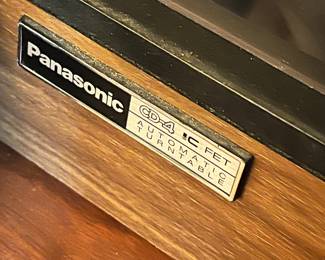 Panasonic
CD-4 IC FET
AUTOMATIC
TURNTABLE